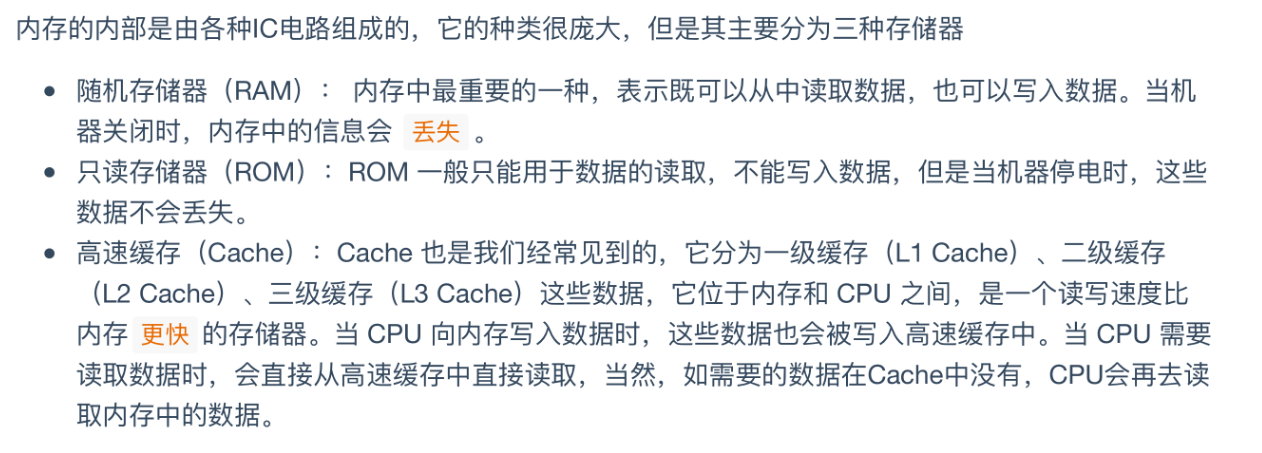 内存的内部是由各种IC电路组成的，它的种类很庞大，但是其主要分为三种存储器
• 随机存储器（RAM）： 内存中最重要的一种，表示既可以从中读取数据，也可以写入数据。当机
器关闭时，内存中的信息会 丢失 。
• 只读存储器（ROM）：ROM 一般只能用于数据的读取，不能写入数据，但是当机器停电时，这些
数据不会丢失。
• 高速缓存（Cache）：Cache 也是我们经常见到的，它分为一级缓存（L1 Cache）、二级缓存
（L2 Cache）、三级缓存（L3 Cache）这些数据，它位于内存和 CPU 之间，是一个读写速度比
内存 更快 的存储器。当 CPU 向内存写入数据时，这些数据也会被写入高速缓存中。当 CPU 需要
读取数据时，会直接从高速缓存中直接读取，当然，如需要的数据在Cache中没有，CPU会再去读
取内存中的数据。